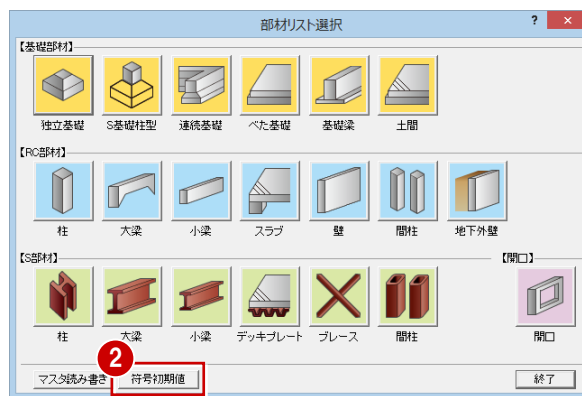 部材リスト選択 ? ×
【基礎部材】
独立基礎 S基礎柱型 連続基礎 べた基礎 基礎梁 土間
【RC部材】
柱 大梁 小梁 スラブ 壁 間柱 地下外壁
【S部材】 【開口】
柱 大梁 小梁 デッキプレート ブレース 間柱 開口
2
マスタ読み書き 符号初期値 終了